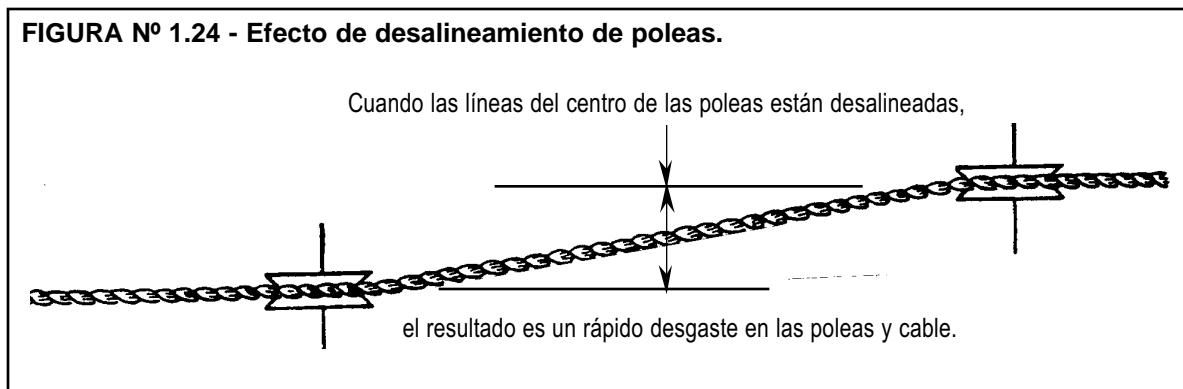 FIGURA Nº 1.24 - Efecto de desalineamiento de poleas.
Cuando las líneas del centro de las poleas están desalineadas,
el resultado es un rápido desgaste en las poleas y cable.